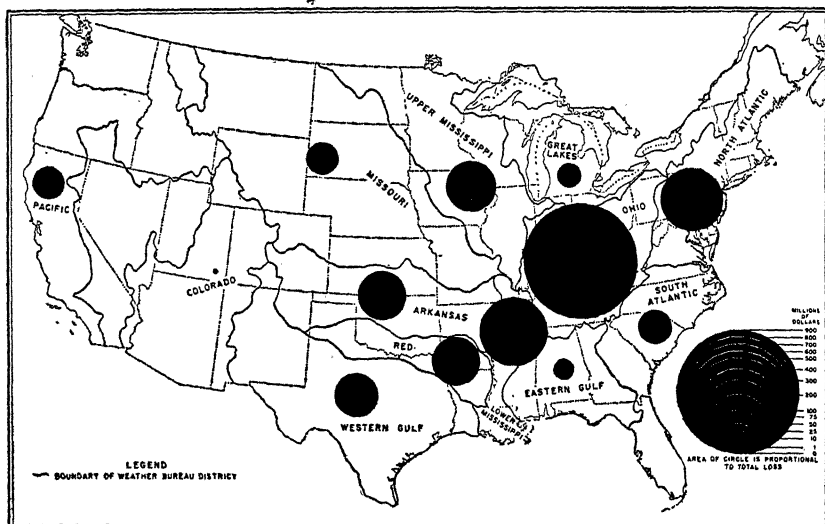 UPPER MISSISSIPPI
NORTH ATLANTIC
GREAT
LAKES
MISSOURI
OHIO
PACIFIC
COLORADO
SOUTH
ATLANTIC
ARKANSAS
RED
EASTERN GULF
LOWER
MISSISSIPPI
WESTERN GULF
MILLIONS
OF
DOLLARS
900
800
700
600
500
400
300
200
100
75
50
25
10
1
0
AREA OF CIRCLE IS PROPORTIONAL
TO TOTAL LOSS
LEGEND
BOUNDARY OF WEATHER BUREAU DISTRICT